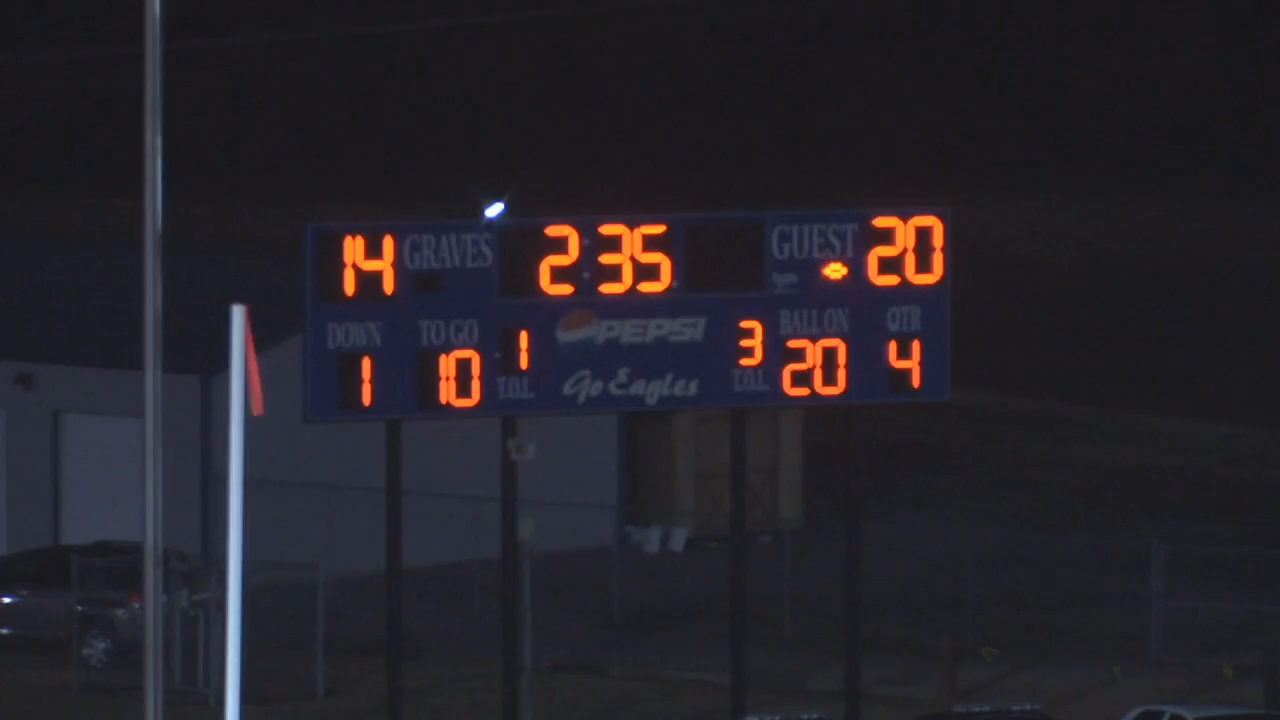 14 GRAVES 2:35 GUEST 20
DOWN TO GO 1 PEPSI 3 BALL ON QTR
1 10 T.O.L. Go Eagles T.O.L. 20 4